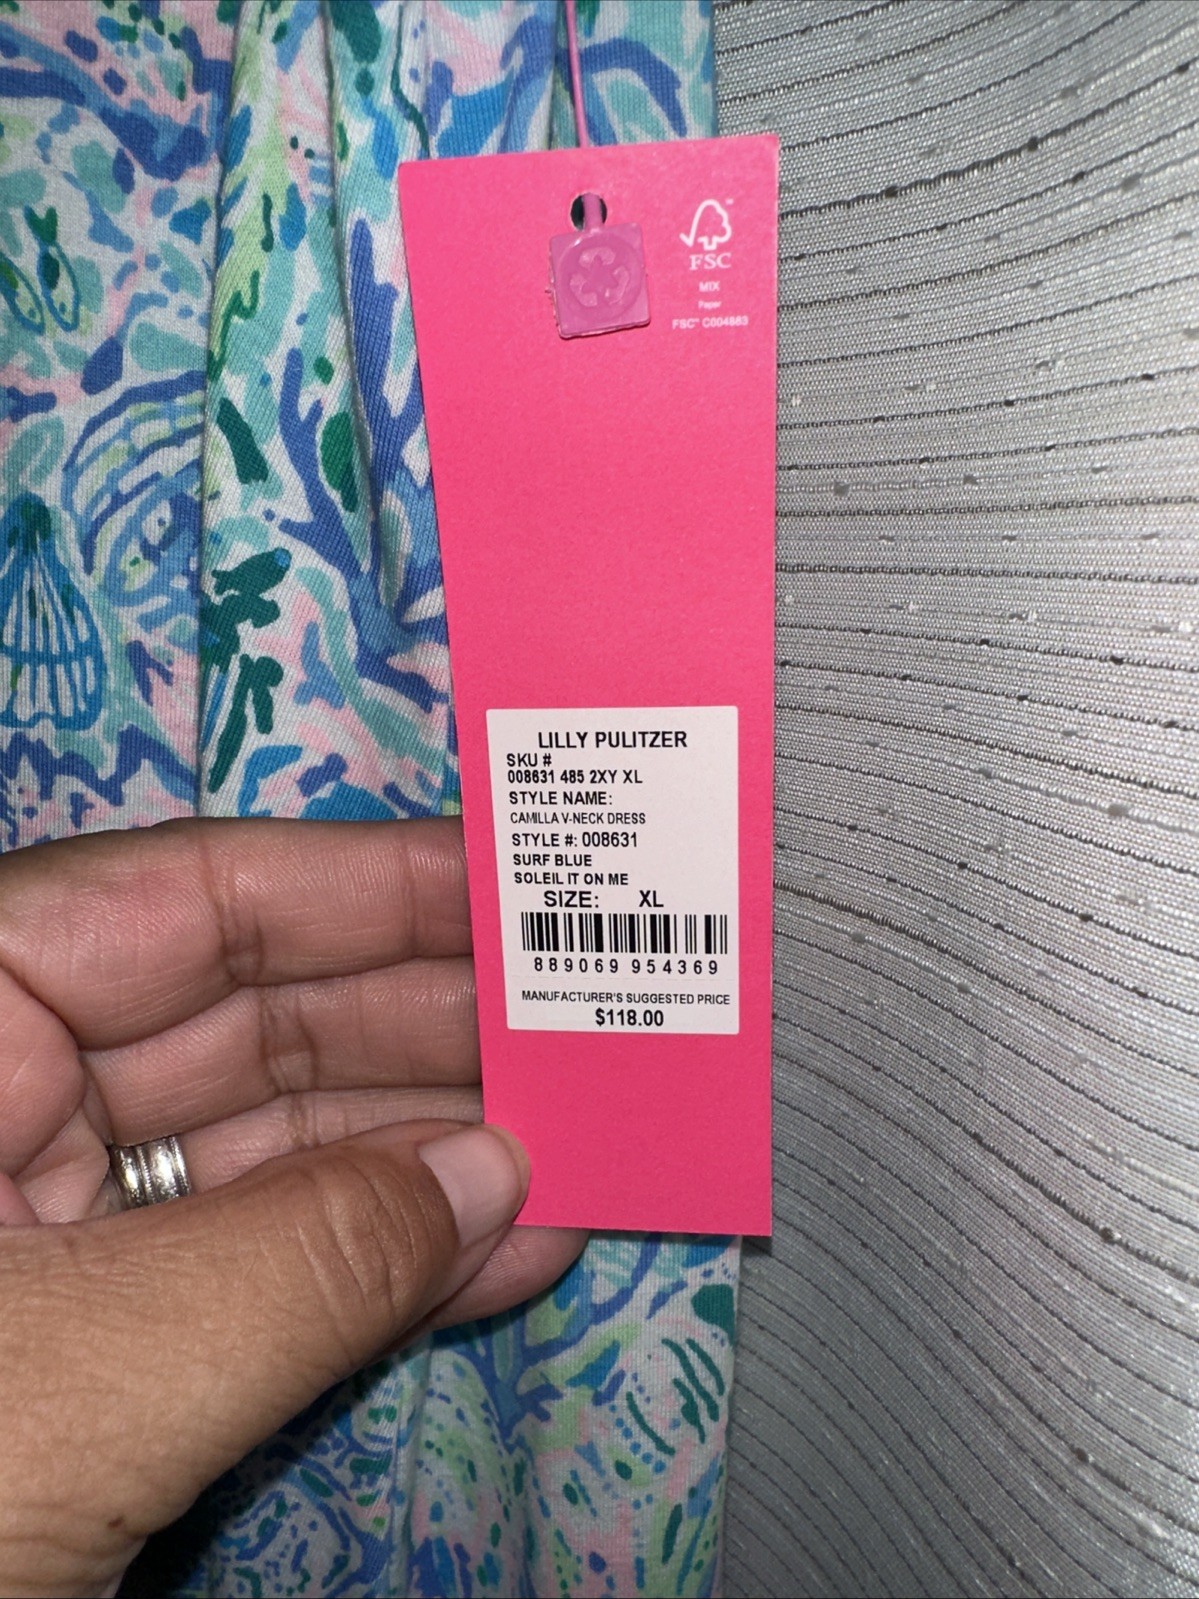 FSC
MIX
Paper
FSC™ C004863
LILLY PULITZER
SKU #
008631 485 2XY XL
STYLE NAME:
CAMILLA V-NECK DRESS
STYLE #: 008631
SURF BLUE
SOLEIL IT ON ME
SIZE: XL
889069 954369
MANUFACTURER'S SUGGESTED PRICE
$118.00